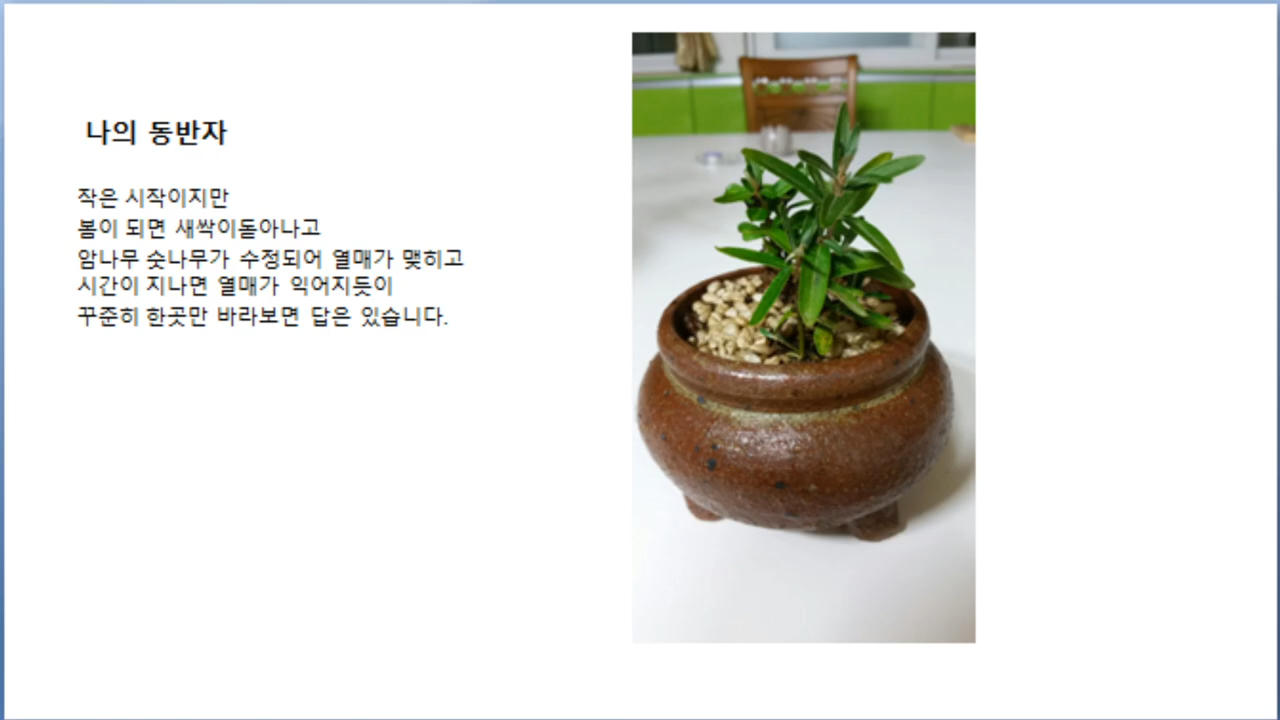 나의 동반자
작은 시작이지만
봄이 되면 새싹이돋아나고
암나무 숫나무가 수정되어 열매가 맺히고
시간이 지나면 열매가 익어지듯이
꾸준히 한곳만 바라보면 답은 있습니다.